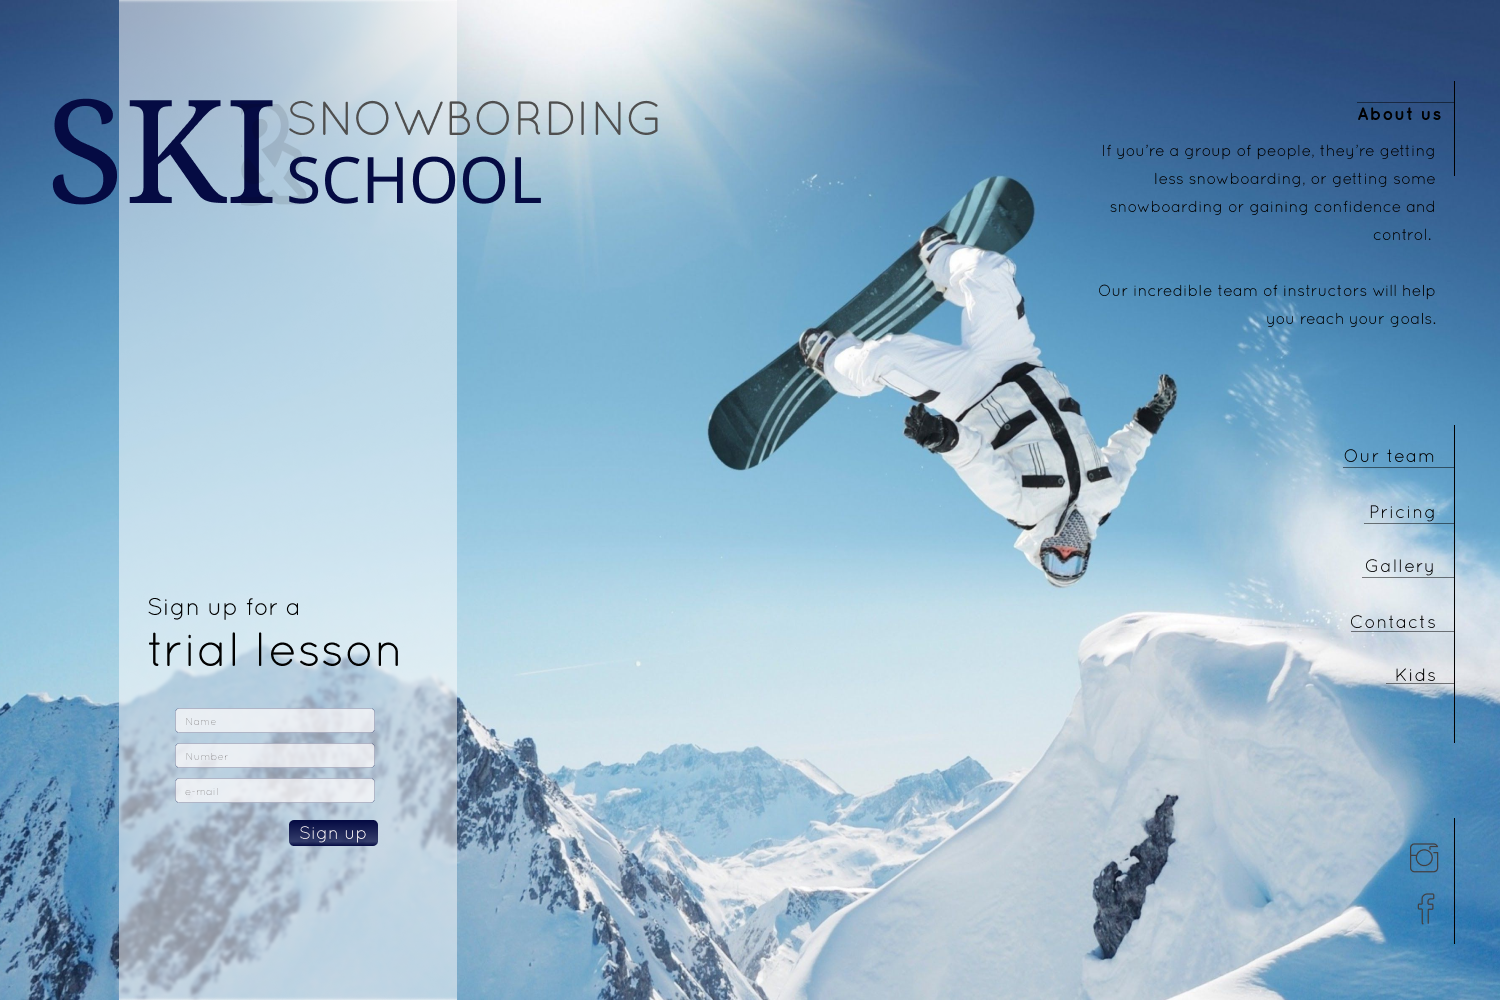 SKI & SNOWBORDING
SCHOOL
About us
If you're a group of people, they're getting
less snowboarding, or getting some
snowboarding or gaining confidence and
control.
Our incredible team of instructors will help
you reach your goals.
Our team
Pricing
Gallery
Contacts
Kids
Sign up for a
trial lesson
Name
Number
e-mail
Sign up